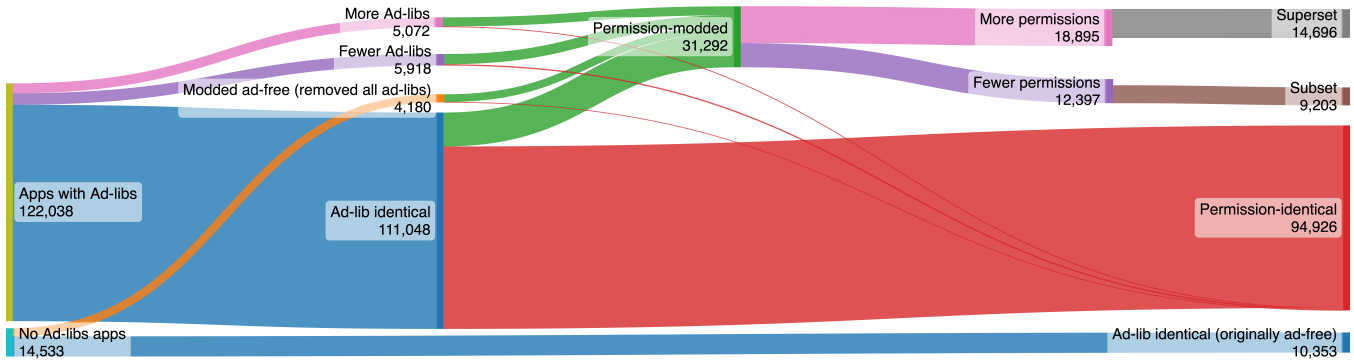 More Ad-libs
5,072
Fewer Ad-libs
5,918
Modded ad-free (removed all ad-libs)
4,180
Permission-modded
31,292
More permissions
18,895
Superset
14,696
Fewer permissions
12,397
Subset
9,203
Apps with Ad-libs
122,038
Ad-lib identical
111,048
Permission-identical
94,926
No Ad-libs apps
14,533
Ad-lib identical (originally ad-free)
10,353